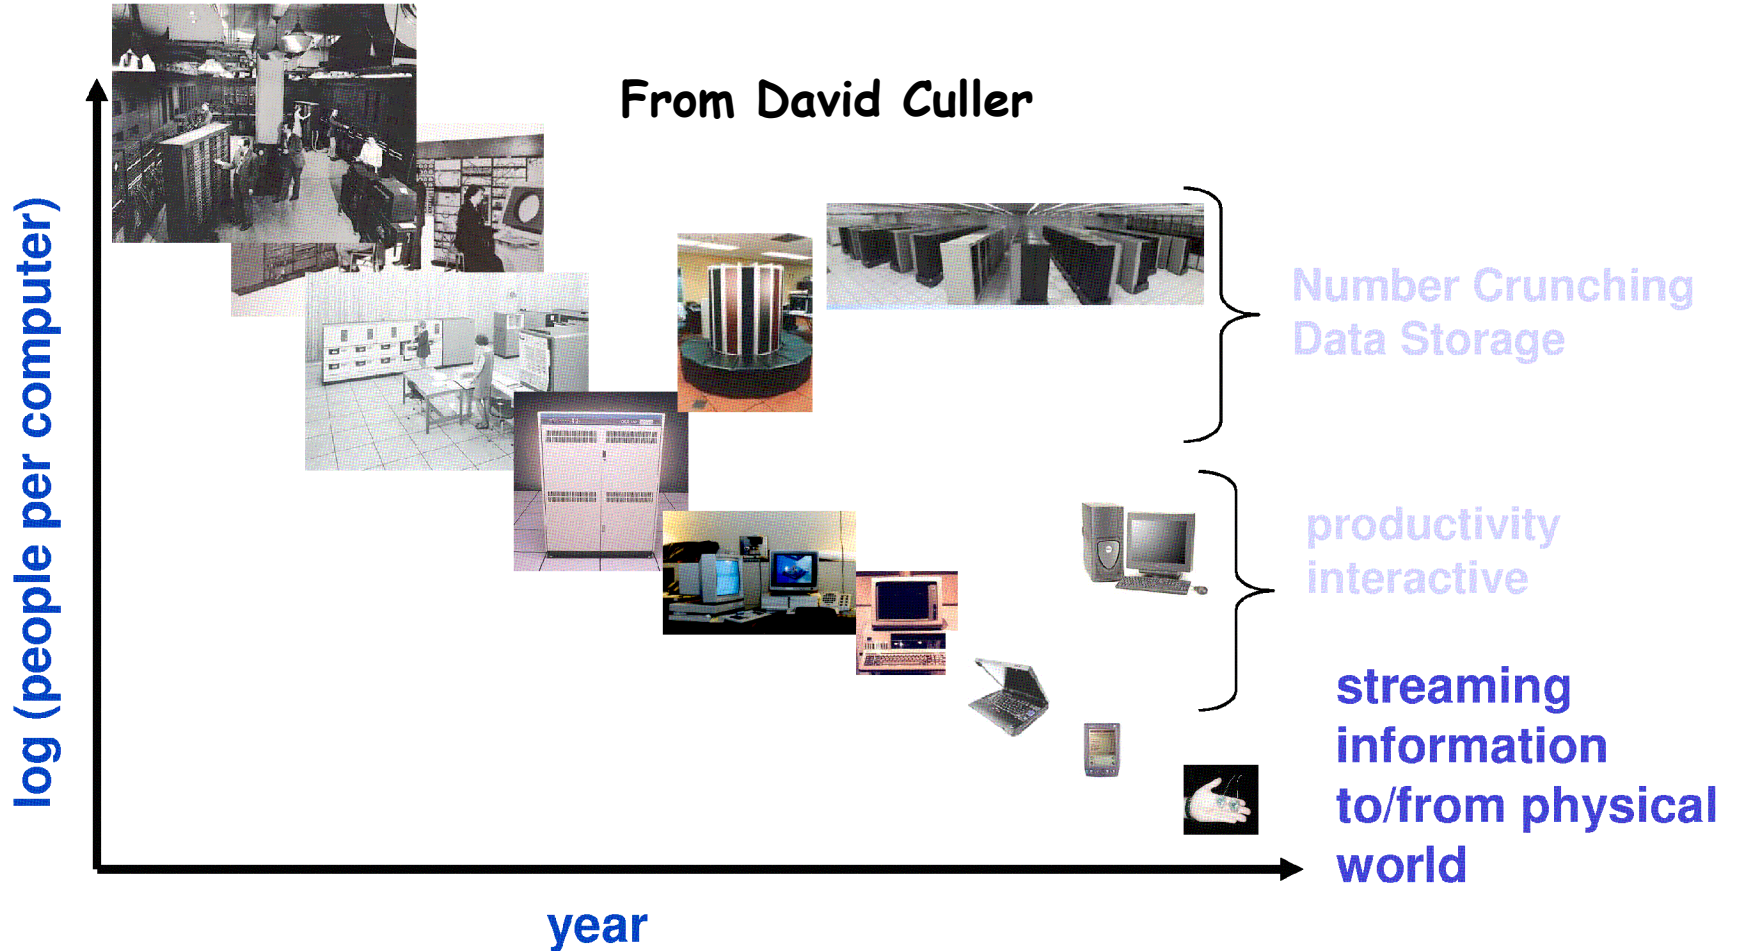 From David Culler
log (people per computer)
Number Crunching
Data Storage
productivity
interactive
streaming
information
to/from physical
world
year